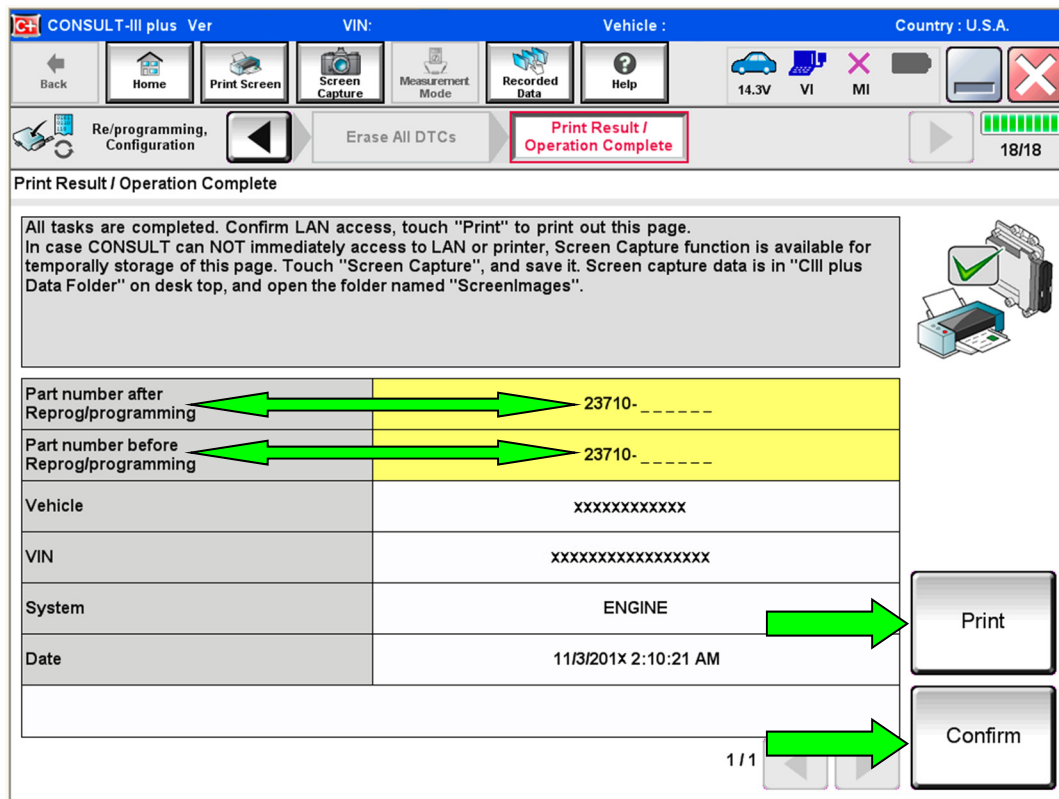 C+ CONSULT-III plus Ver VIN: Vehicle : Country : U.S.A.
Back Home Print Screen Screen Capture Measurement Mode Recorded Data Help 14.3V VI MI
Re/programming, Configuration Erase All DTCs Print Result / Operation Complete 18/18
Print Result / Operation Complete
All tasks are completed. Confirm LAN access, touch "Print" to print out this page.
In case CONSULT can NOT immediately access to LAN or printer, Screen Capture function is available for
temporally storage of this page. Touch "Screen Capture", and save it. Screen capture data is in "CIII plus
Data Folder" on desk top, and open the folder named "ScreenImages".
Part number after
Reprog/programming 23710-_ _ _ _ _ _
Part number before
Reprog/programming 23710-_ _ _ _ _ _
Vehicle xxxxxxxxxxxx
VIN xxxxxxxxxxxxxxxxx
System ENGINE
Print
Date 11/3/201x 2:10:21 AM
Confirm
1/1